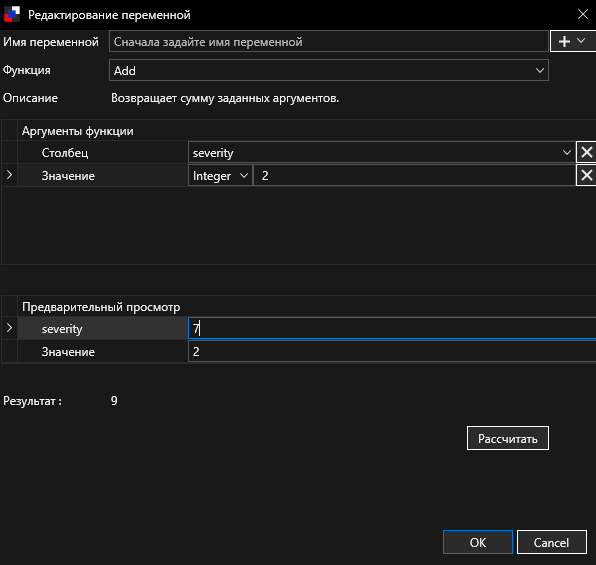 Редактирование переменной
Имя переменной Сначала задайте имя переменной
Функция Add
Описание Возвращает сумму заданных аргументов.
Аргументы функции
Столбец severity
Значение Integer 2
Предварительный просмотр
severity 7
Значение 2
Результат : 9
Рассчитать
OK Cancel